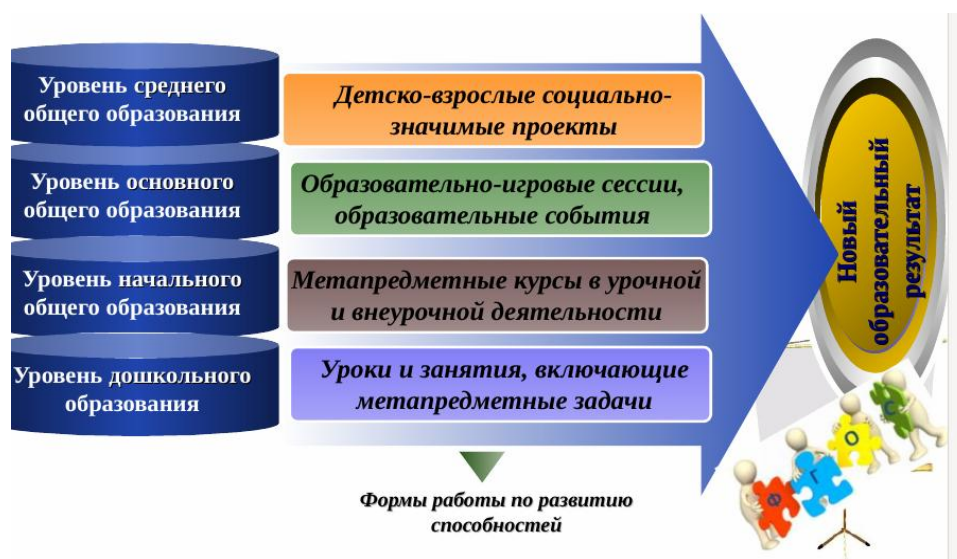 Уровень среднего
общего образования
Детско-взрослые социально-
значимые проекты
Уровень основного
общего образования
Образовательно-игровые сессии,
образовательные события
Уровень начального
общего образования
Метапредметные курсы в урочной
и внеурочной деятельности
Уровень дошкольного
образования
Уроки и занятия, включающие
метапредметные задачи
Формы работы по развитию
способностей
Новый
образовательный
результат
Ф Г О С